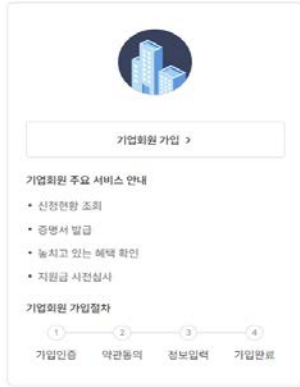 기업회원 가입 >
기업회원 주요 서비스 안내
• 신청현황 조회
• 증명서 발급
• 놓치고 있는 혜택 확인
• 지원금 사전심사
기업회원 가입절차
1 2 3 4
가입인증 약관동의 정보입력 가입완료